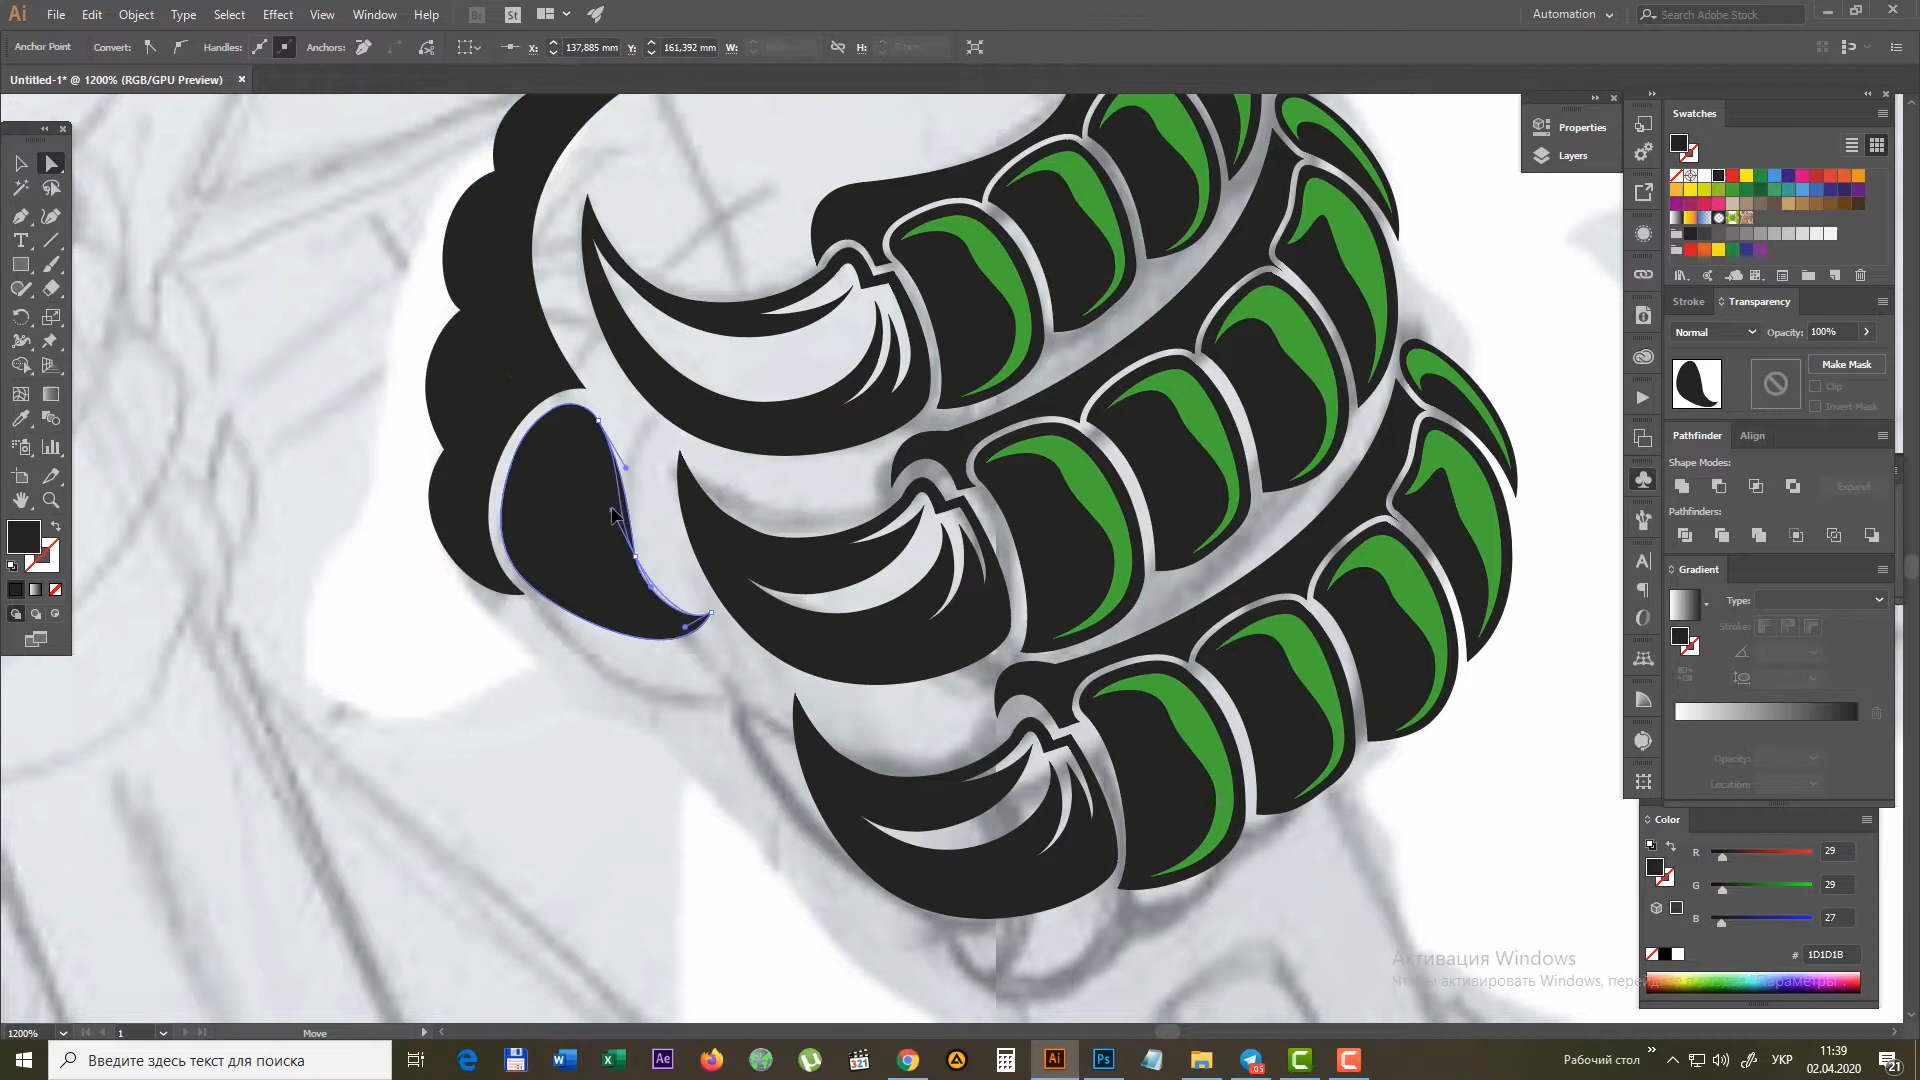 Ai File Edit Object Type Select Effect View Window Help Br St Automation Search Adobe Stock
Anchor Point Convert: Handles: Anchors: X: 137,885 mm Y: 161,392 mm W: H:
Untitled-1* @ 1200% (RGB/GPU Preview)
Properties
Layers
Swatches
Stroke Transparency
Normal Opacity: 100%
Make Mask
Clip
Invert Mask
Pathfinder Align
Shape Modes:
Expand
Pathfinders:
Gradient
Type:
Stroke:
Opacity:
Location:
Color
R 29
G 29
B 27
# 1D1D1B
Активация Windows
1200% 1 Move
Введите здесь текст для поиска
Рабочий стол УКР 11:39
02.04.2020
21